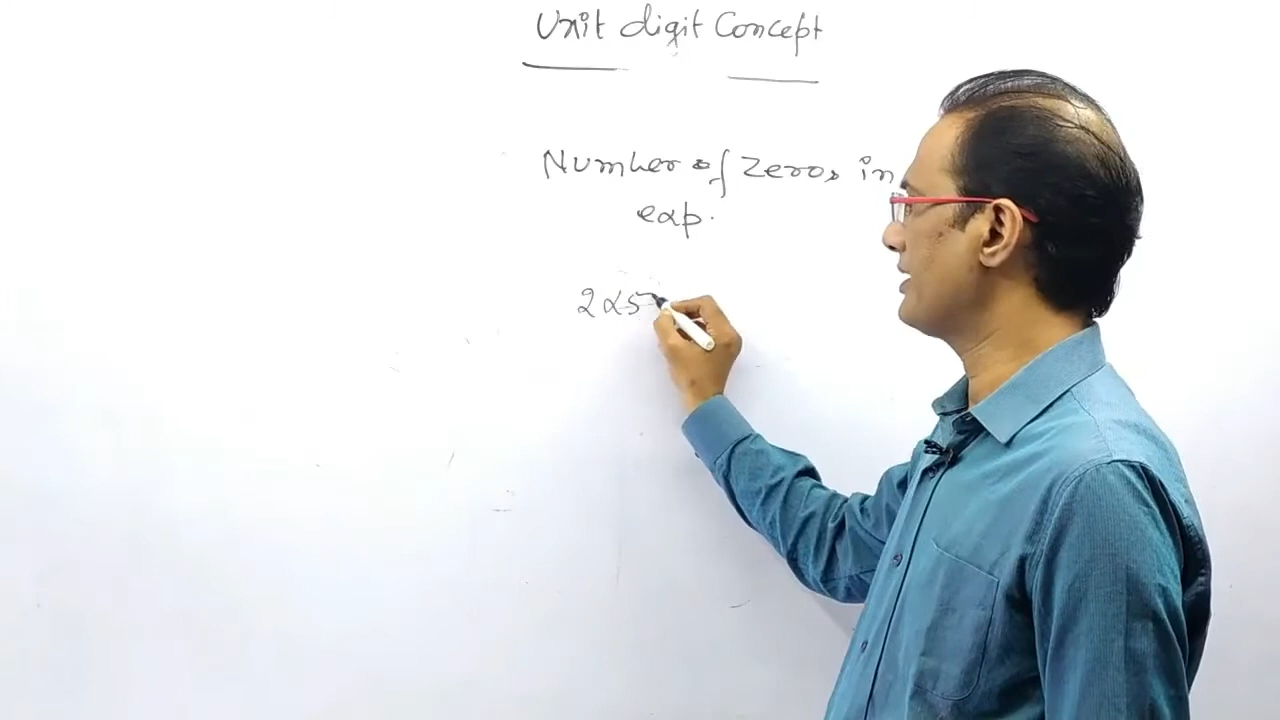 Unit digit Concept
Number of Zeros in
exp.
2x5